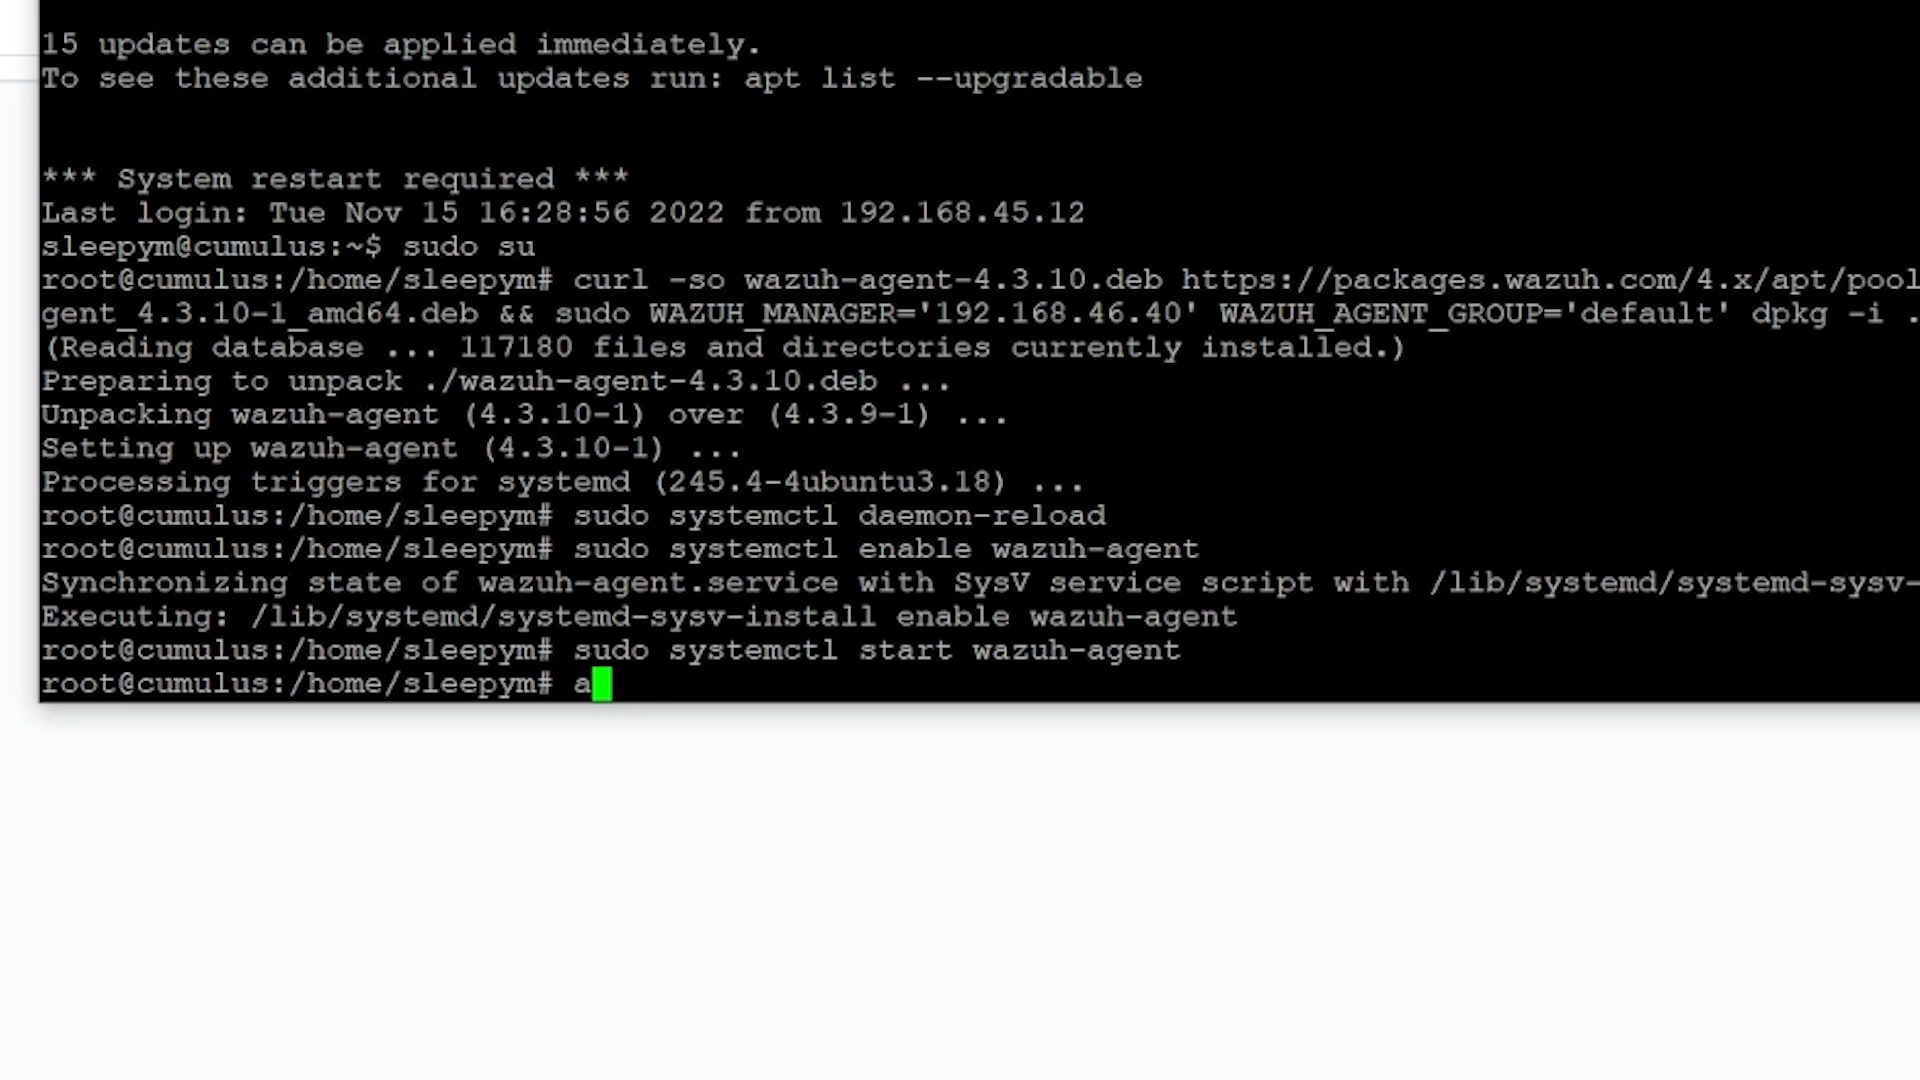 15 updates can be applied immediately.
To see these additional updates run: apt list --upgradable
*** System restart required ***
Last login: Tue Nov 15 16:28:56 2022 from 192.168.45.12
sleepym@cumulus:~$ sudo su
root@cumulus:/home/sleepym# curl -so wazuh-agent-4.3.10.deb https://packages.wazuh.com/4.x/apt/pool
gent_4.3.10-1_amd64.deb && sudo WAZUH_MANAGER='192.168.46.40' WAZUH_AGENT_GROUP='default' dpkg -i .
(Reading database ... 117180 files and directories currently installed.)
Preparing to unpack ./wazuh-agent-4.3.10.deb ...
Unpacking wazuh-agent (4.3.10-1) over (4.3.9-1) ...
Setting up wazuh-agent (4.3.10-1) ...
Processing triggers for systemd (245.4-4ubuntu3.18) ...
root@cumulus:/home/sleepym# sudo systemctl daemon-reload
root@cumulus:/home/sleepym# sudo systemctl enable wazuh-agent
Synchronizing state of wazuh-agent.service with SysV service script with /lib/systemd/systemd-sysv-
Executing: /lib/systemd/systemd-sysv-install enable wazuh-agent
root@cumulus:/home/sleepym# sudo systemctl start wazuh-agent
root@cumulus:/home/sleepym# a